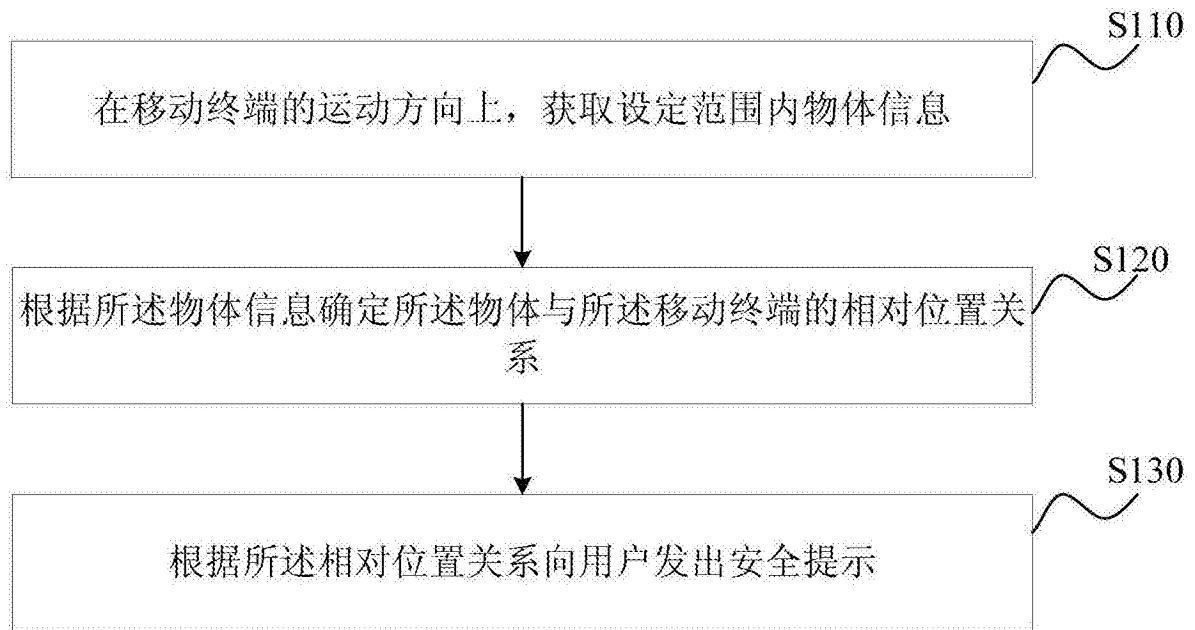 S110
在移动终端的运动方向上，获取设定范围内物体信息
S120
根据所述物体信息确定所述物体与所述移动终端的相对位置关
系
S130
根据所述相对位置关系向用户发出安全提示